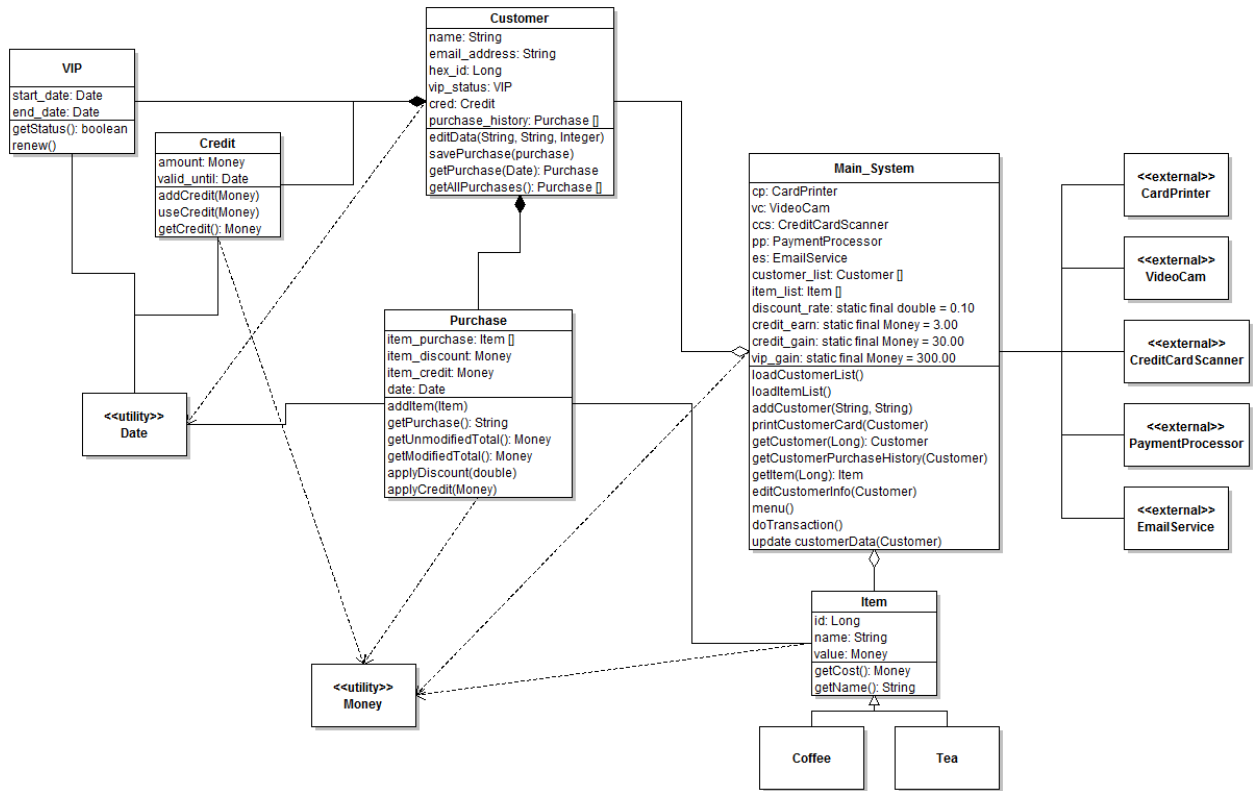 Customer
name: String
email_address: String
hex_id: Long
vip_status: VIP
cred: Credit
purchase_history: Purchase []
editData(String, String, Integer)
savePurchase(purchase)
getPurchase(Date): Purchase
getAllPurchases(): Purchase []
VIP
start_date: Date
end_date: Date
getStatus(): boolean
renew()
Credit
amount: Money
valid_until: Date
addCredit(Money)
useCredit(Money)
getCredit(): Money
Main_System
cp: CardPrinter
vc: VideoCam
ccs: CreditCardScanner
pp: PaymentProcessor
es: EmailService
customer_list: Customer []
item_list: Item []
discount_rate: static final double = 0.10
credit_earn: static final Money = 3.00
credit_gain: static final Money = 30.00
vip_gain: static final Money = 300.00
loadCustomerList()
loadItemList()
addCustomer(String, String)
printCustomerCard(Customer)
getCustomer(Long): Customer
getCustomerPurchaseHistory(Customer)
getItem(Long): Item
editCustomerInfo(Customer)
menu()
doTransaction()
update customerData(Customer)
<<external>>
CardPrinter
<<external>>
VideoCam
<<external>>
CreditCardScanner
<<external>>
PaymentProcessor
<<external>>
EmailService
Purchase
item_purchase: Item []
item_discount: Money
item_credit: Money
date: Date
addItem(Item)
getPurchase(): String
getUnmodifiedTotal(): Money
getModifiedTotal(): Money
applyDiscount(double)
applyCredit(Money)
<<utility>>
Date
<<utility>>
Money
Item
id: Long
name: String
value: Money
getCost(): Money
getName(): String
Coffee
Tea